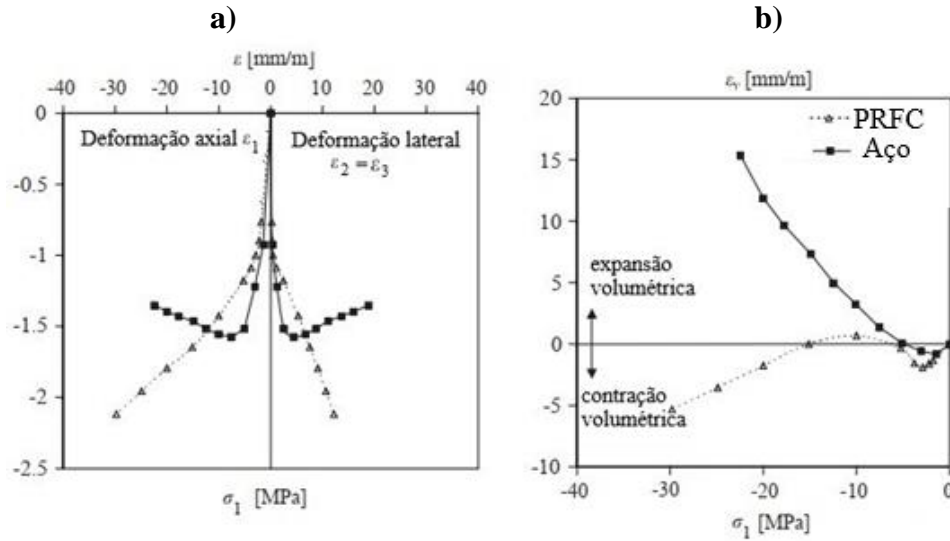 a)
b)
ε [mm/m]
-40 -30 -20 -10 0 10 20 30 40
0
-0.5
-1
-1.5
-2
-2.5
Deformação axial ε1
Deformação lateral
ε2 = ε3
σ1 [MPa]
εv [mm/m]
20
15
10
5
0
-5
-10
PRFC
Aço
expansão
volumétrica
contração
volumétrica
-40 -30 -20 -10 0
σ1 [MPa]